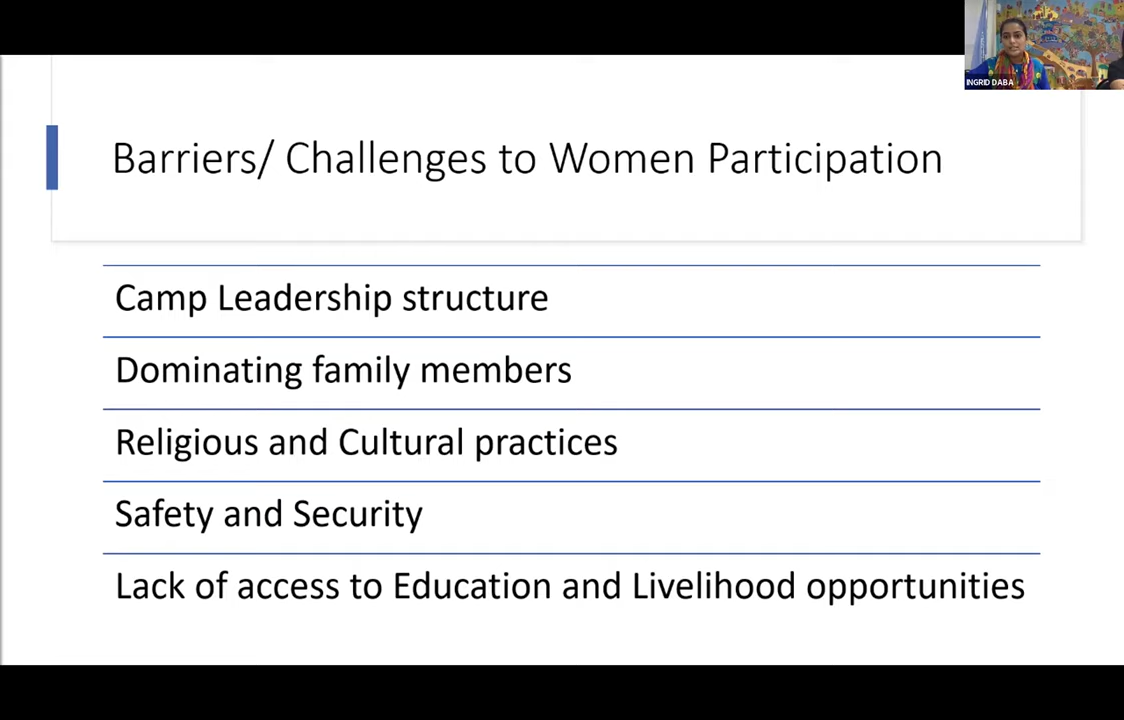 INGRID DABA
Barriers/ Challenges to Women Participation
Camp Leadership structure
Dominating family members
Religious and Cultural practices
Safety and Security
Lack of access to Education and Livelihood opportunities